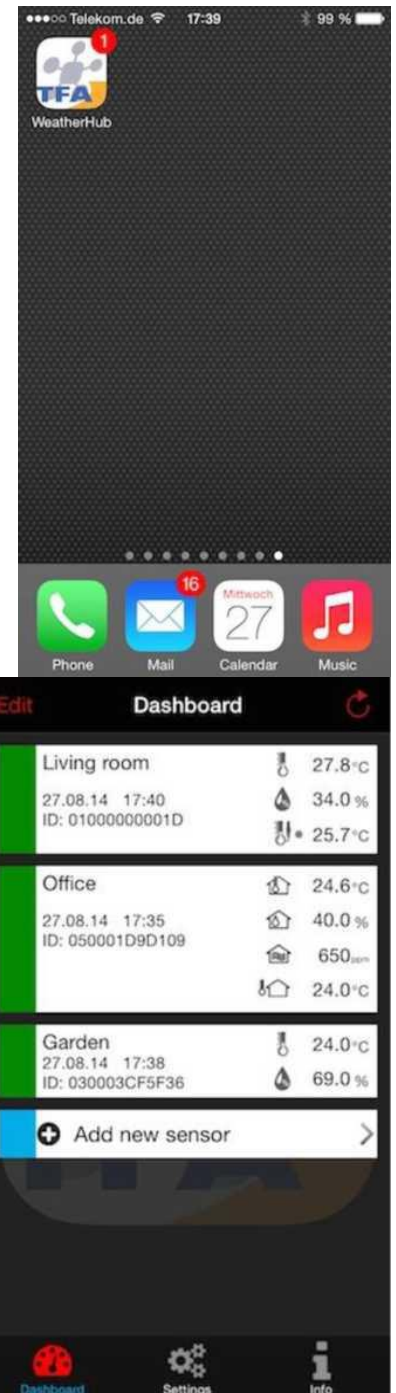 Telekom.de 17:39 99 %
1
TFA
WeatherHub
16
Mittwoch
27
Phone Mail Calendar Music
Edit Dashboard
Living room 27.8°C
27.08.14 17:40 34.0 %
ID: 01000000001D 25.7°C
Office 24.6°C
27.08.14 17:35 40.0 %
ID: 050001D9D109
650ppm
24.0°C
Garden 24.0°C
27.08.14 17:38
ID: 030003CF5F36 69.0 %
Add new sensor
Dashboard Settings Info